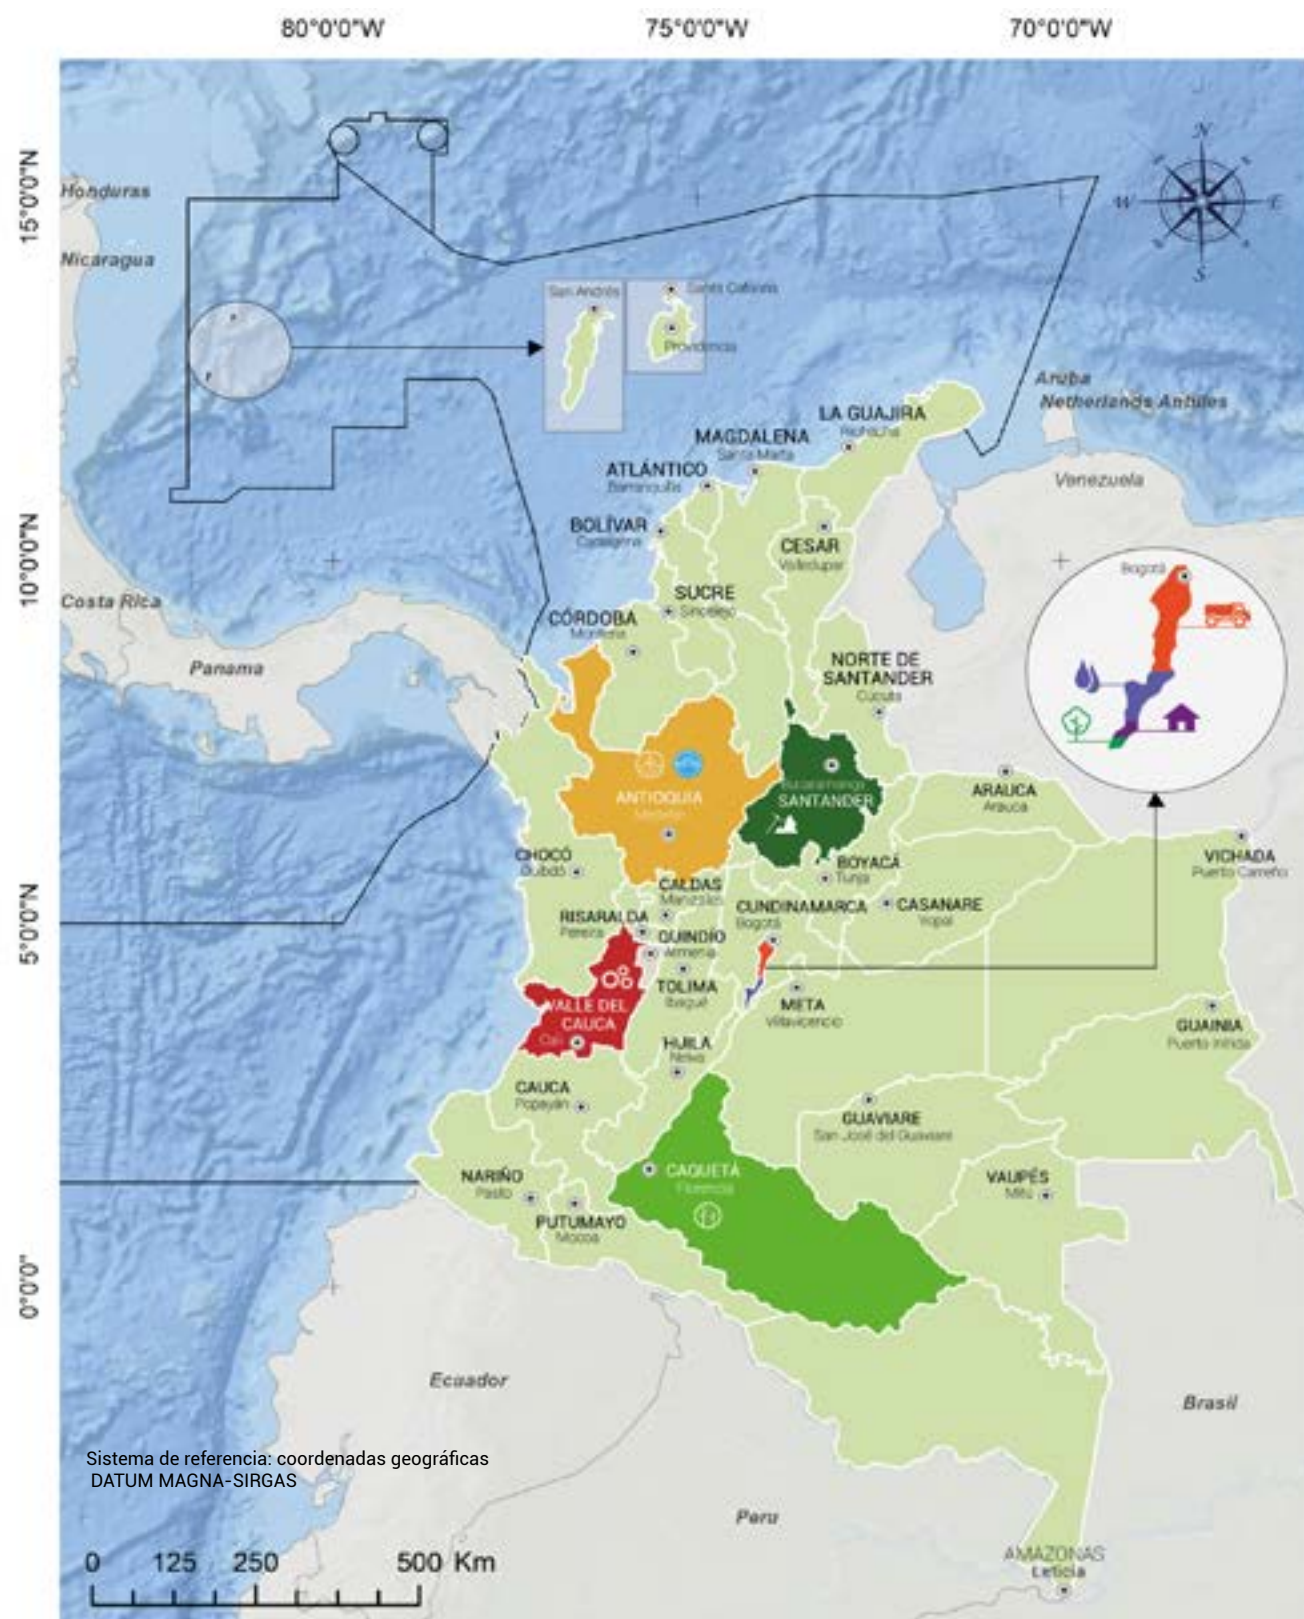 80°0'0"W 75°0'0"W 70°0'0"W
15°0'0"N
10°0'0"N
5°0'0"N
0°0'0"
N
W E
S
Honduras
Nicaragua
San Andrés
Santa Catalina
Providencia
Aruba
Netherlands Antilles
LA GUAJIRA
Riohacha
MAGDALENA
Santa Marta
ATLÁNTICO
Barranquilla
Venezuela
BOLÍVAR
Cartagena
CESAR
Valledupar
Bogotá
SUCRE
Sincelejo
Costa Rica
CÓRDOBA
Montería
Panama
NORTE DE
SANTANDER
Cúcuta
ANTIOQUIA
Medellín
Bucaramanga
SANTANDER
ARAUCA
Arauca
CHOCÓ
Quibdó
BOYACÁ
Tunja
VICHADA
Puerto Carreño
CALDAS
Manizales
CUNDINAMARCA
Bogotá
CASANARE
Yopal
RISARALDA
Pereira
QUINDÍO
Armenia
TOLIMA
Ibagué
META
Villavicencio
VALLE DEL
CAUCA
Cali
GUAINIA
Puerto Inírida
HUILA
Neiva
CAUCA
Popayán
GUAVIARE
San José del Guaviare
CAQUETÁ
Florencia
NARIÑO
Pasto
VAUPÉS
Mitú
PUTUMAYO
Mocoa
Ecuador
Brasil
Sistema de referencia: coordenadas geográficas
DATUM MAGNA-SIRGAS
Peru
0 125 250 500 Km
AMAZONAS
Leticia